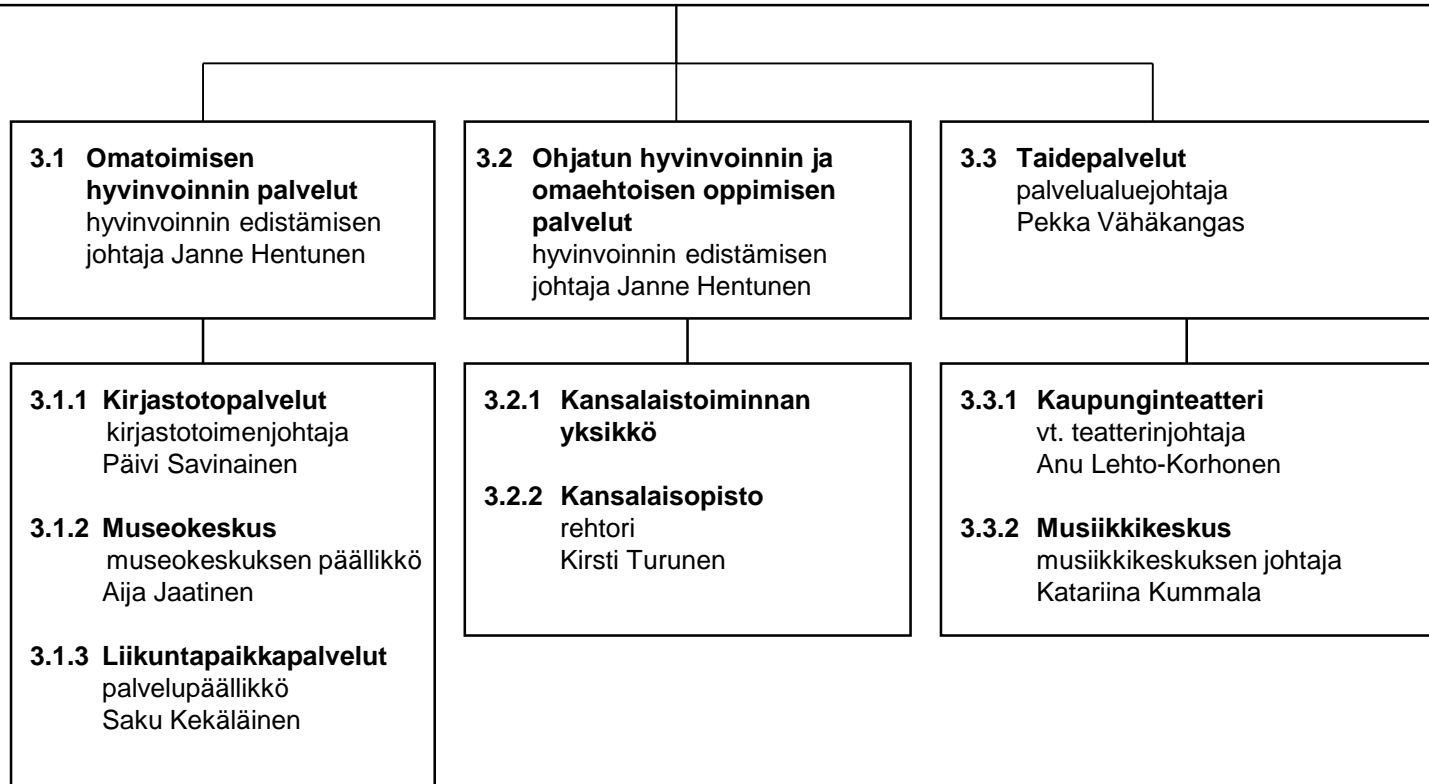 3.1 Omatoimisen
hyvinvoinnin palvelut
hyvinvoinnin edistämisen
johtaja Janne Hentunen
3.2 Ohjatun hyvinvoinnin ja
omaehtoisen oppimisen
palvelut
hyvinvoinnin edistämisen
johtaja Janne Hentunen
3.3 Taidepalvelut
palvelualuejohtaja
Pekka Vähäkangas
3.1.1 Kirjastotopalvelut
kirjastotoimenjohtaja
Päivi Savinainen
3.1.2 Museokeskus
museokeskuksen päällikkö
Aija Jaatinen
3.1.3 Liikuntapaikkapalvelut
palvelupäällikkö
Saku Kekäläinen
3.2.1 Kansalaistoiminnan
yksikkö
3.2.2 Kansalaisopisto
rehtori
Kirsti Turunen
3.3.1 Kaupunginteatteri
vt. teatterinjohtaja
Anu Lehto-Korhonen
3.3.2 Musiikkikeskus
musiikkikeskuksen johtaja
Katariina Kummala